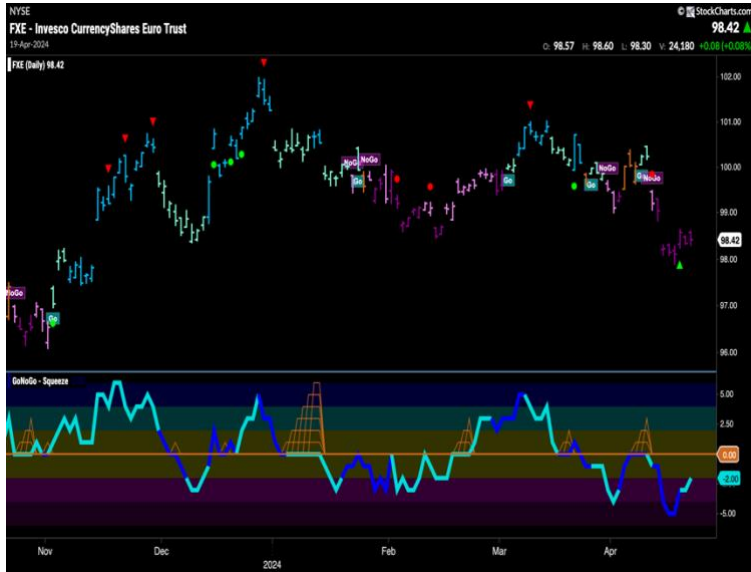 NYSE
© StockCharts.com
FXE - Invesco CurrencyShares Euro Trust
98.42
19-Apr-2024
O: 98.57 H: 98.60 L: 98.30 V: 24,180 +0.08 (+0.08%)
FXE (Daily) 98.42
102.00
101.00
NoGo NoGo NoGo
100.00
Go Go Go Go NoGo
99.00
98.42
98.00
NoGo
97.00
Go
96.00
GoNoGo - Squeeze
5.00
2.50
0.00
-2.00
-5.00
Nov Dec Feb Mar Apr
2024